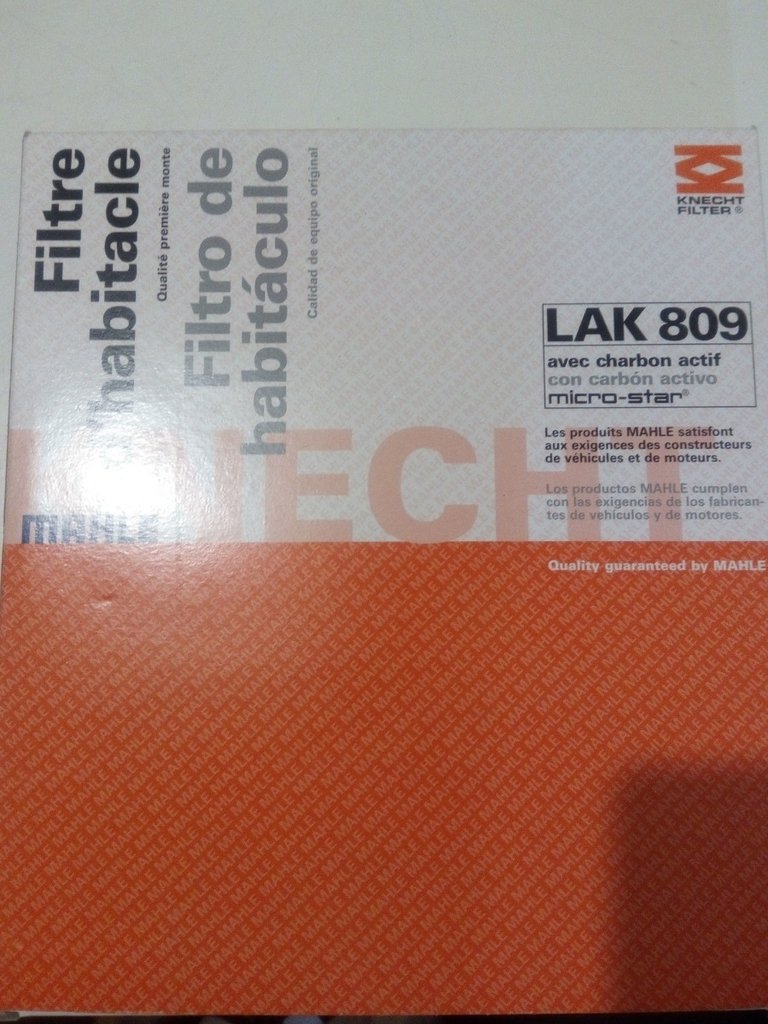 Filtre
d'habitacle
Qualité première monte
Filtro de
habitáculo
Calidad de equipo original
KNECHT
FILTER®
LAK 809
avec charbon actif
con carbón activo
micro-star®
Les produits MAHLE satisfont
aux exigences des constructeurs
de véhicules et de moteurs.
Los productos MAHLE cumplen
con las exigencias de los fabrican-
tes de vehículos y de motores.
KNECHT
MAHLE
Quality guaranteed by MAHLE